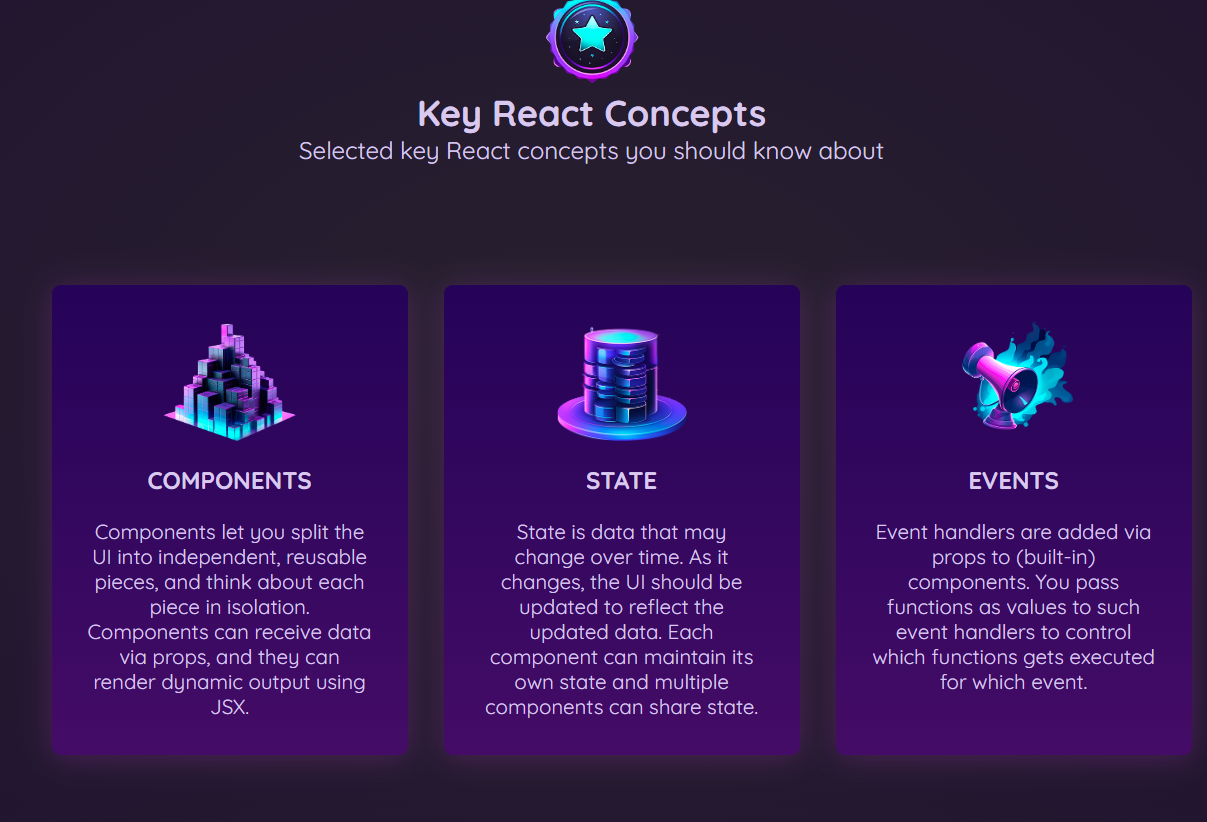 Key React Concepts
Selected key React concepts you should know about
COMPONENTS
Components let you split the
UI into independent, reusable
pieces, and think about each
piece in isolation.
Components can receive data
via props, and they can
render dynamic output using
JSX.
STATE
State is data that may
change over time. As it
changes, the UI should be
updated to reflect the
updated data. Each
component can maintain its
own state and multiple
components can share state.
EVENTS
Event handlers are added via
props to (built-in)
components. You pass
functions as values to such
event handlers to control
which functions gets executed
for which event.